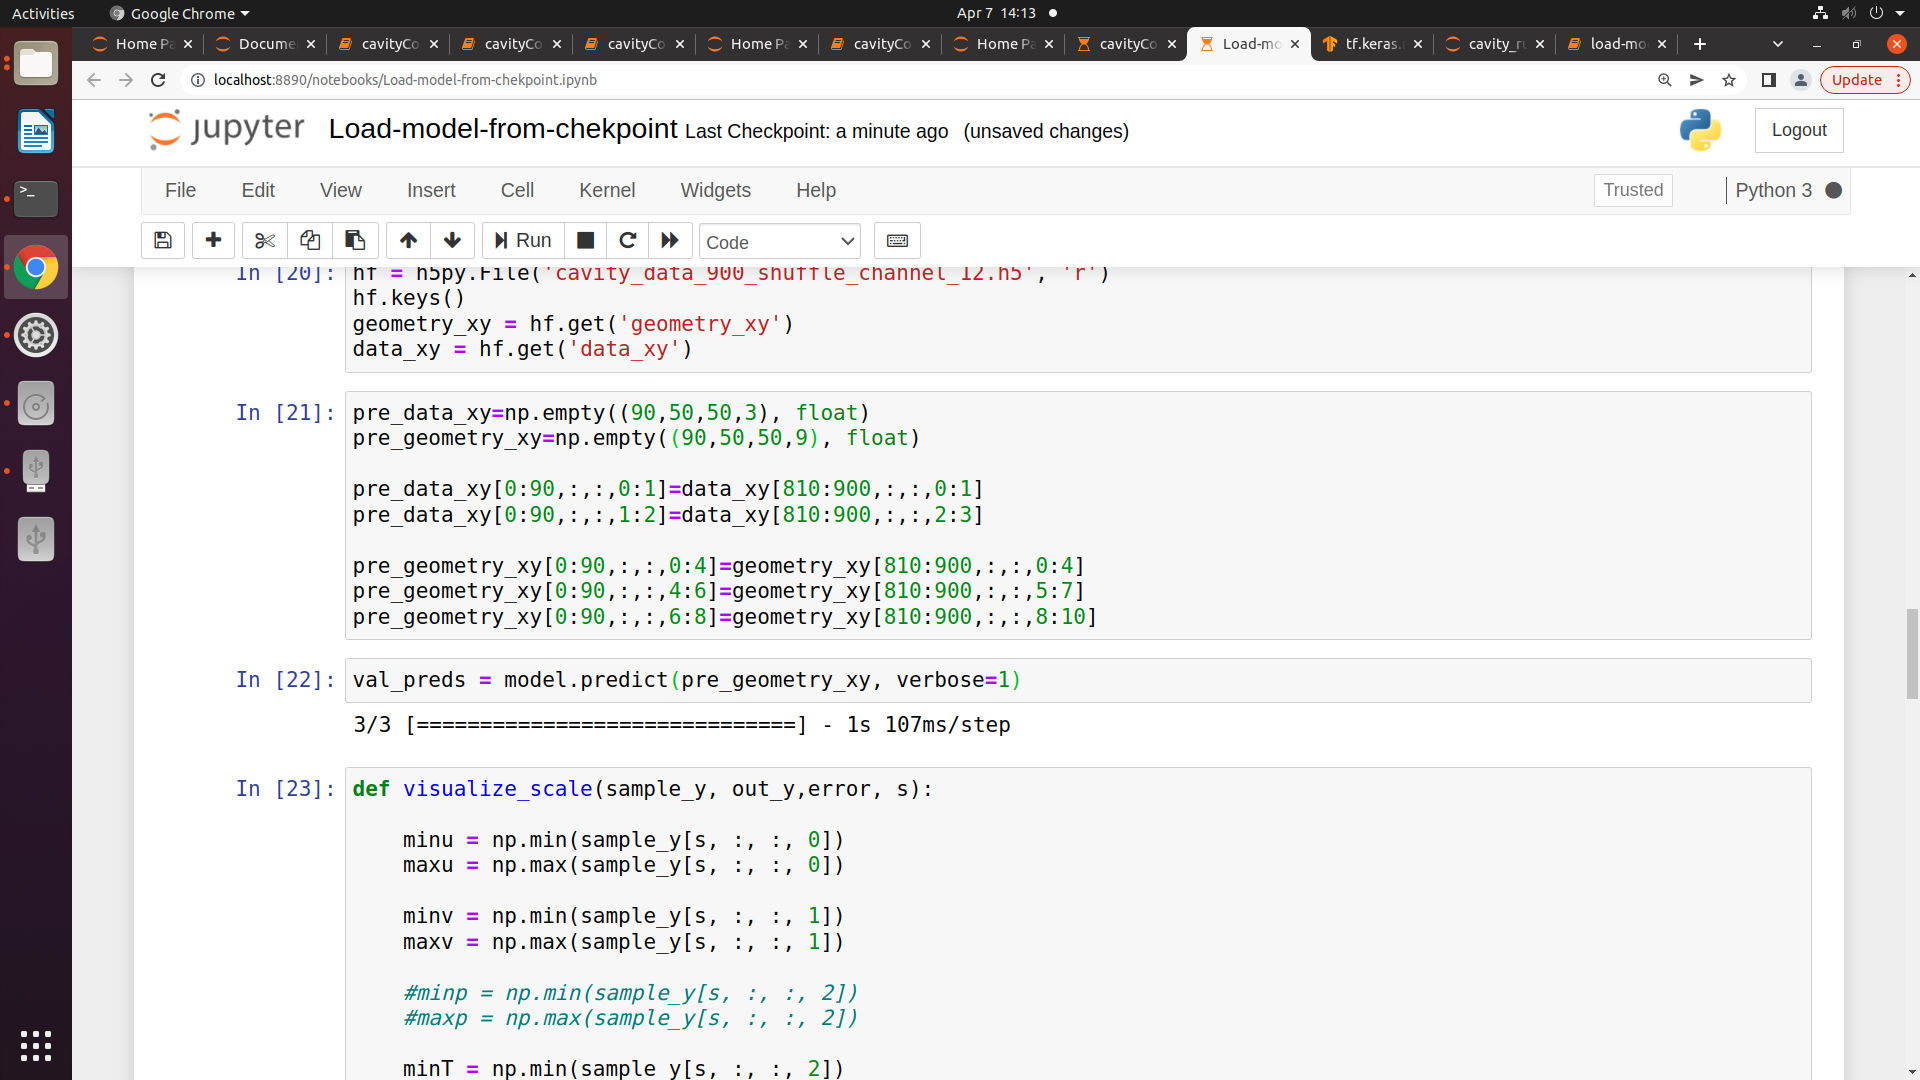 Activities
Google Chrome
Apr 7 14:13
Home Pa
Docume
cavityCo
cavityCo
cavityCo
Home Pa
cavityCo
Home Pa
cavityCo
Load-mo
tf.keras.
cavity_ru
load-mo
localhost:8890/notebooks/Load-model-from-chekpoint.ipynb
Update
jupyter
Load-model-from-chekpoint Last Checkpoint: a minute ago (unsaved changes)
Logout
File Edit View Insert Cell Kernel Widgets Help
Trusted
Python 3
Run
Code
In [20]: hf = h5py.File('cavity_data_900_shuffle_channel_12.h5', 'r')
hf.keys()
geometry_xy = hf.get('geometry_xy')
data_xy = hf.get('data_xy')
In [21]: pre_data_xy=np.empty((90,50,50,3), float)
pre_geometry_xy=np.empty((90,50,50,9), float)
pre_data_xy[0:90,:,:,0:1]=data_xy[810:900,:,:,0:1]
pre_data_xy[0:90,:,:,1:2]=data_xy[810:900,:,:,2:3]
pre_geometry_xy[0:90,:,:,0:4]=geometry_xy[810:900,:,:,0:4]
pre_geometry_xy[0:90,:,:,4:6]=geometry_xy[810:900,:,:,5:7]
pre_geometry_xy[0:90,:,:,6:8]=geometry_xy[810:900,:,:,8:10]
In [22]: val_preds = model.predict(pre_geometry_xy, verbose=1)
3/3 [==============================] - 1s 107ms/step
In [23]: def visualize_scale(sample_y, out_y,error, s):
minu = np.min(sample_y[s, :, :, 0])
maxu = np.max(sample_y[s, :, :, 0])
minv = np.min(sample_y[s, :, :, 1])
maxv = np.max(sample_y[s, :, :, 1])
#minp = np.min(sample_y[s, :, :, 2])
#maxp = np.max(sample_y[s, :, :, 2])
minT = np.min(sample_y[s, :, :, 2])